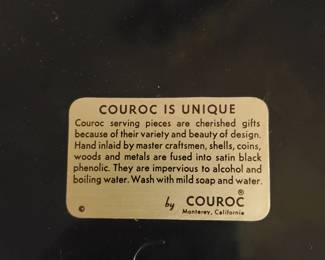 COUROC IS UNIQUE
Couroc serving pieces are cherished gifts
because of their variety and beauty of design.
Hand inlaid by master craftsmen, shells, coins,
woods and metals are fused into satin black
phenolic. They are impervious to alcohol and
boiling water. Wash with mild soap and water.
by COUROC®
© Monterey, California